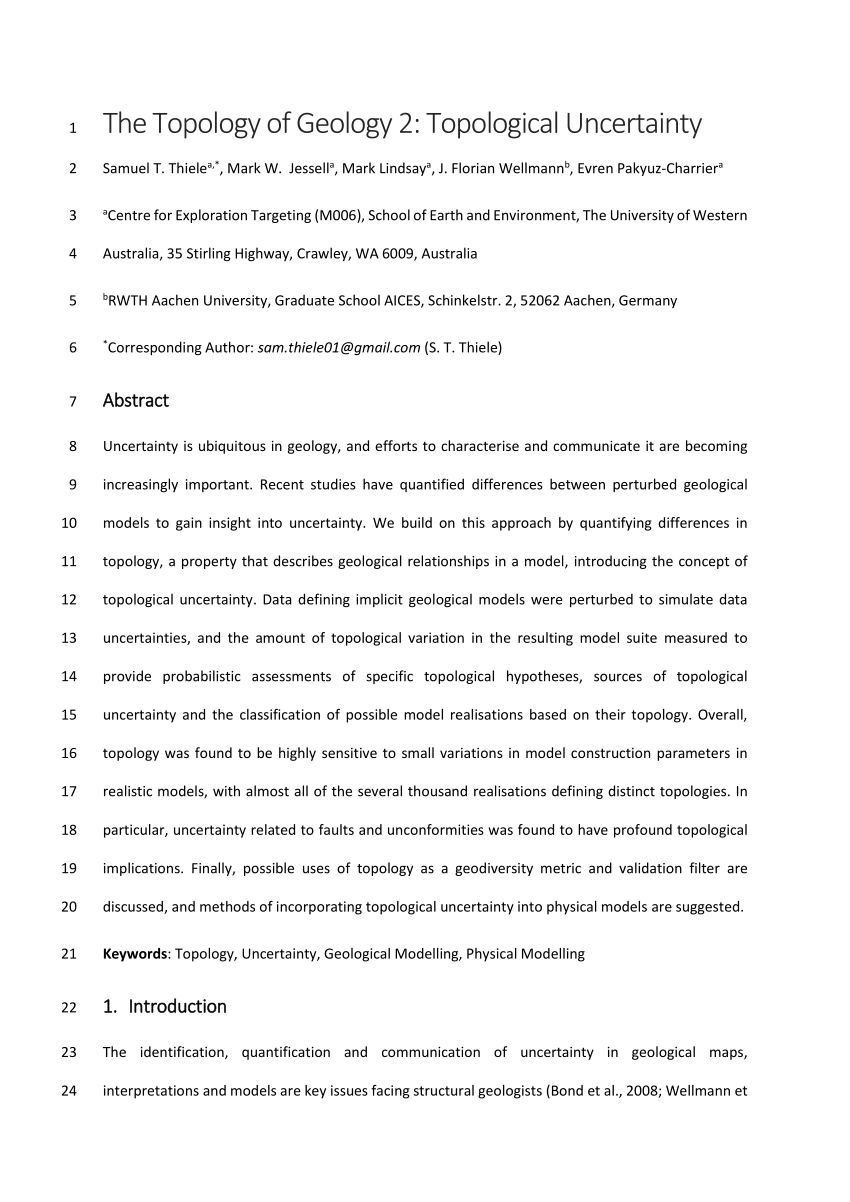 1 The Topology of Geology 2: Topological Uncertainty
2 Samuel T. Thieleᵃ,*, Mark W. Jessellᵃ, Mark Lindsayᵃ, J. Florian Wellmannᵇ, Evren Pakyuz-Charrierᵃ
3 ᵃCentre for Exploration Targeting (M006), School of Earth and Environment, The University of Western
4 Australia, 35 Stirling Highway, Crawley, WA 6009, Australia
5 ᵇRWTH Aachen University, Graduate School AICES, Schinkelstr. 2, 52062 Aachen, Germany
6 *Corresponding Author: sam.thiele01@gmail.com (S. T. Thiele)
7 Abstract
8 Uncertainty is ubiquitous in geology, and efforts to characterise and communicate it are becoming
9 increasingly important. Recent studies have quantified differences between perturbed geological
10 models to gain insight into uncertainty. We build on this approach by quantifying differences in
11 topology, a property that describes geological relationships in a model, introducing the concept of
12 topological uncertainty. Data defining implicit geological models were perturbed to simulate data
13 uncertainties, and the amount of topological variation in the resulting model suite measured to
14 provide probabilistic assessments of specific topological hypotheses, sources of topological
15 uncertainty and the classification of possible model realisations based on their topology. Overall,
16 topology was found to be highly sensitive to small variations in model construction parameters in
17 realistic models, with almost all of the several thousand realisations defining distinct topologies. In
18 particular, uncertainty related to faults and unconformities was found to have profound topological
19 implications. Finally, possible uses of topology as a geodiversity metric and validation filter are
20 discussed, and methods of incorporating topological uncertainty into physical models are suggested.
21 Keywords: Topology, Uncertainty, Geological Modelling, Physical Modelling
22 1. Introduction
23 The identification, quantification and communication of uncertainty in geological maps,
24 interpretations and models are key issues facing structural geologists (Bond et al., 2008; Wellmann et